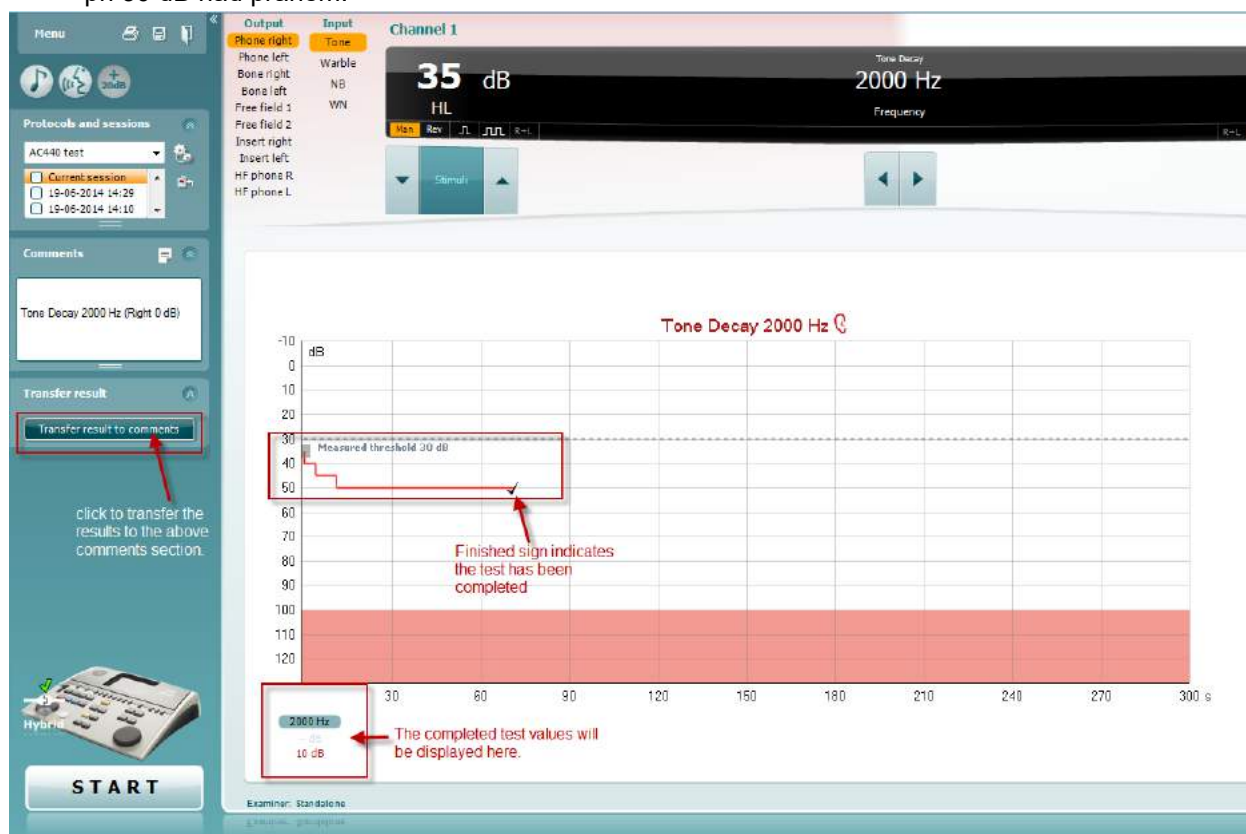 při 30 dB nad prahem.
Menu
Output
Input
Channel 1
Phone right
Tone
Phone left
Warble
Bone right
NB
Bone left
WN
Free field 1
Free field 2
Insert right
Insert left
HF phone R
HF phone L
35 dB
HL
Man Rev R+L
Tone Decay
2000 Hz
Frequency
R+L
Stimuli
20dB
Protocols and sessions
AC440 test
Current session
19-06-2014 14:29
19-06-2014 14:10
Comments
Tone Decay 2000 Hz (Right 0 dB)
Transfer result
Transfer result to comments
click to transfer the
results to the above
comments section.
Hybrid
START
Tone Decay 2000 Hz
dB
-10
0
10
20
30
40
50
60
70
80
90
100
110
120
Measured threshold 30 dB
Finished sign indicates
the test has been
completed
30 60 90 120 150 180 210 240 270 300 s
2000 Hz
-- dB
10 dB
The completed test values will
be displayed here.
Examiner: Standalone